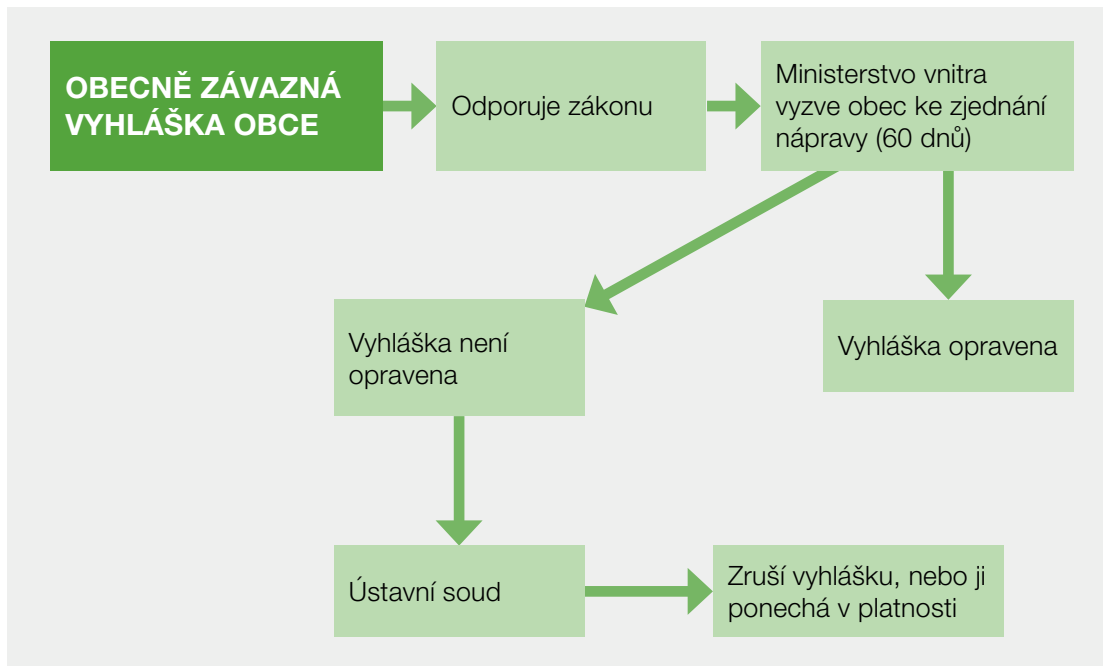 OBECNĚ ZÁVAZNÁ
VYHLÁŠKA OBCE
Odporuje zákonu
Ministerstvo vnitra
vyzve obec ke zjednání
nápravy (60 dnů)
Vyhláška není
opravena
Vyhláška opravena
Ústavní soud
Zruší vyhlášku, nebo ji
ponechá v platnosti